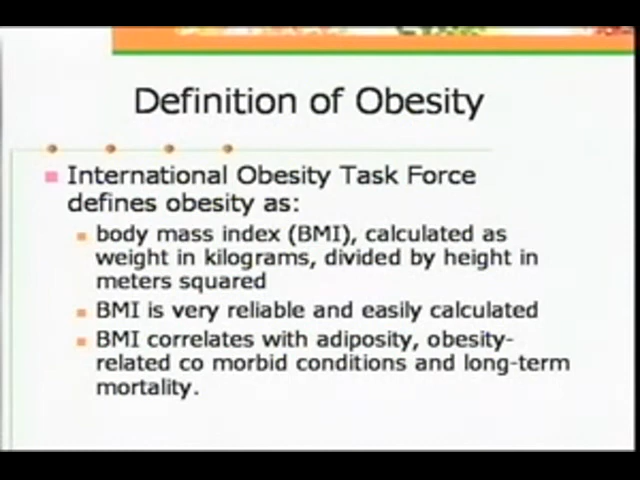 Definition of Obesity
International Obesity Task Force
defines obesity as:
body mass index (BMI), calculated as
weight in kilograms, divided by height in
meters squared
BMI is very reliable and easily calculated
BMI correlates with adiposity, obesity-
related co morbid conditions and long-term
mortality.